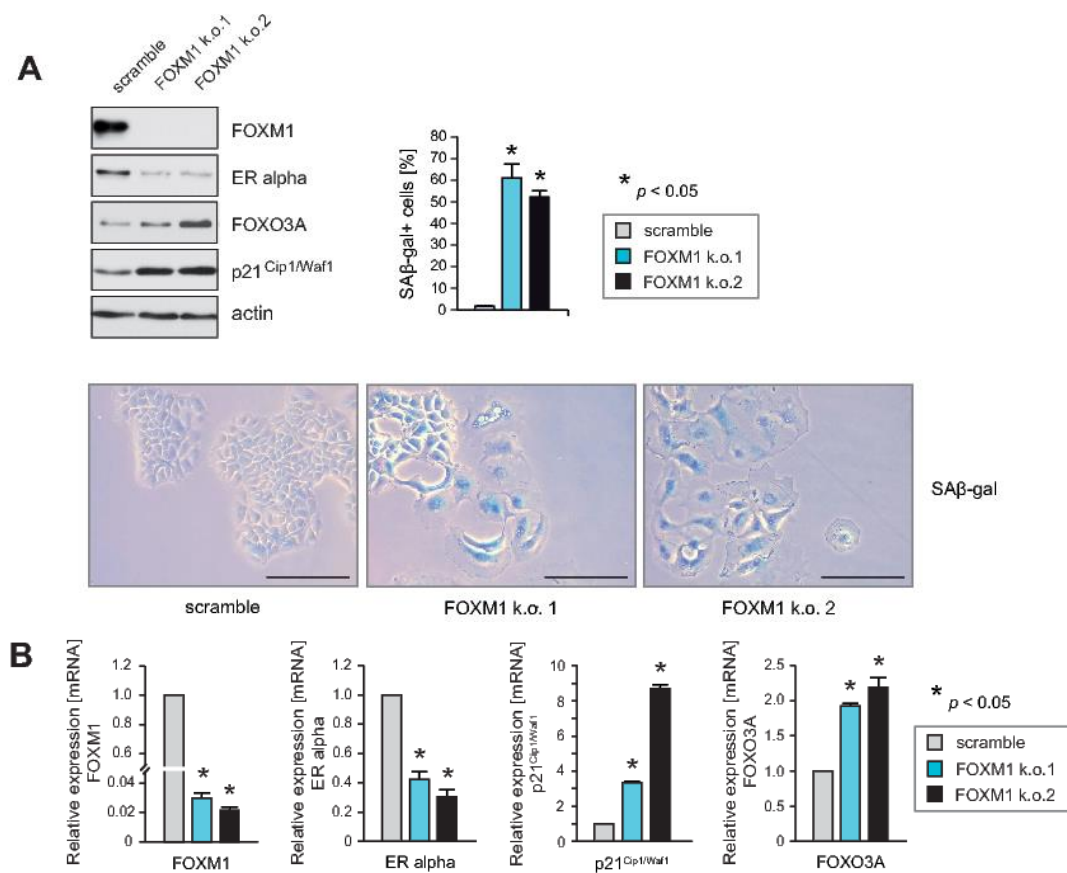 A
scramble
FOXM1 k.o.1
FOXM1 k.o.2
FOXM1
ER alpha
FOXO3A
p21Cip1/Waf1
actin
SAβ-gal+ cells [%]
80
70
60
50
40
30
20
10
0
*
*
* p < 0.05
scramble
FOXM1 k.o.1
FOXM1 k.o.2
SAβ-gal
scramble
FOXM1 k.o. 1
FOXM1 k.o. 2
B
Relative expression [mRNA]
FOXM1
1.2
1.0
1.0
0.04
0.02
0
*
*
FOXM1
Relative expression [mRNA]
ER alpha
1.2
1.0
0.8
0.6
0.4
0.2
0
*
*
ER alpha
Relative expression [mRNA]
p21Cip1/Waf1
10
8
6
4
2
0
*
*
p21Cip1/Waf1
Relative expression [mRNA]
FOXO3A
2.5
2.0
1.5
1.0
0.5
0
*
*
FOXO3A
* p < 0.05
scramble
FOXM1 k.o.1
FOXM1 k.o.2